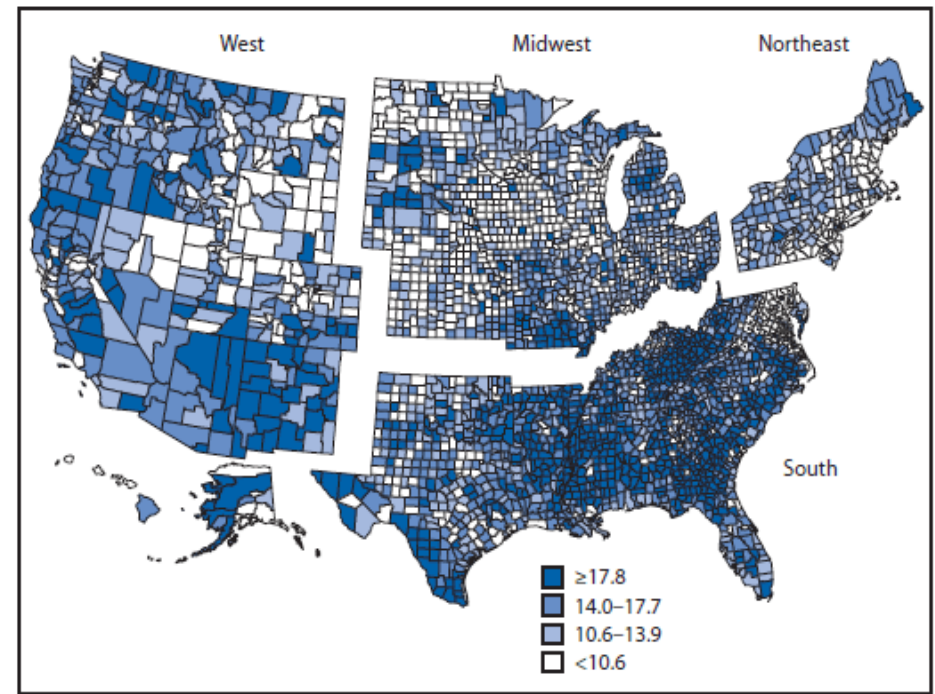 West
Midwest
Northeast
South
≥17.8
14.0–17.7
10.6–13.9
<10.6